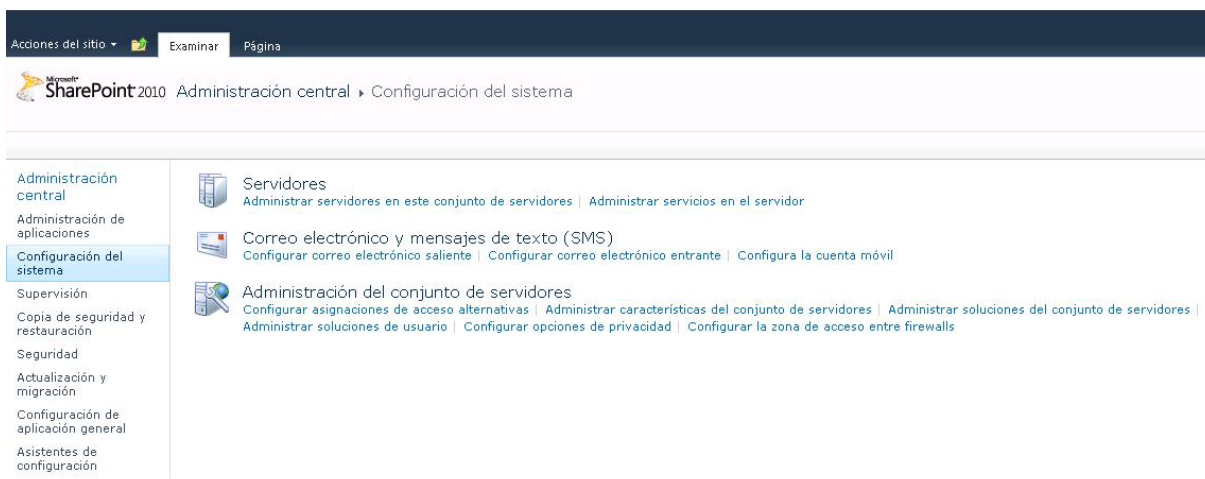 Acciones del sitio Examinar Página
Microsoft
SharePoint 2010 Administración central Configuración del sistema
Administración
central
Administración de
aplicaciones
Configuración del
sistema
Supervisión
Copia de seguridad y
restauración
Seguridad
Actualización y
migración
Configuración de
aplicación general
Asistentes de
configuración
Servidores
Administrar servidores en este conjunto de servidores | Administrar servicios en el servidor
Correo electrónico y mensajes de texto (SMS)
Configurar correo electrónico saliente | Configurar correo electrónico entrante | Configura la cuenta móvil
Administración del conjunto de servidores
Configurar asignaciones de acceso alternativas | Administrar características del conjunto de servidores | Administrar soluciones del conjunto de servidores |
Administrar soluciones de usuario | Configurar opciones de privacidad | Configurar la zona de acceso entre firewalls